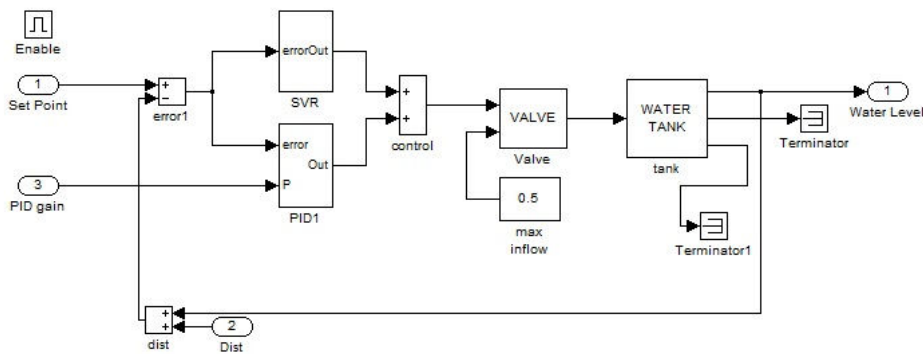 Enable
1
Set Point
+
−
error1
errorOut
SVR
error
Out
P
PID1
3
PID gain
+
+
control
VALVE
Valve
0.5
max
inflow
WATER
TANK
tank
1
Water Level
Terminator
Terminator1
+
+
dist
2
Dist